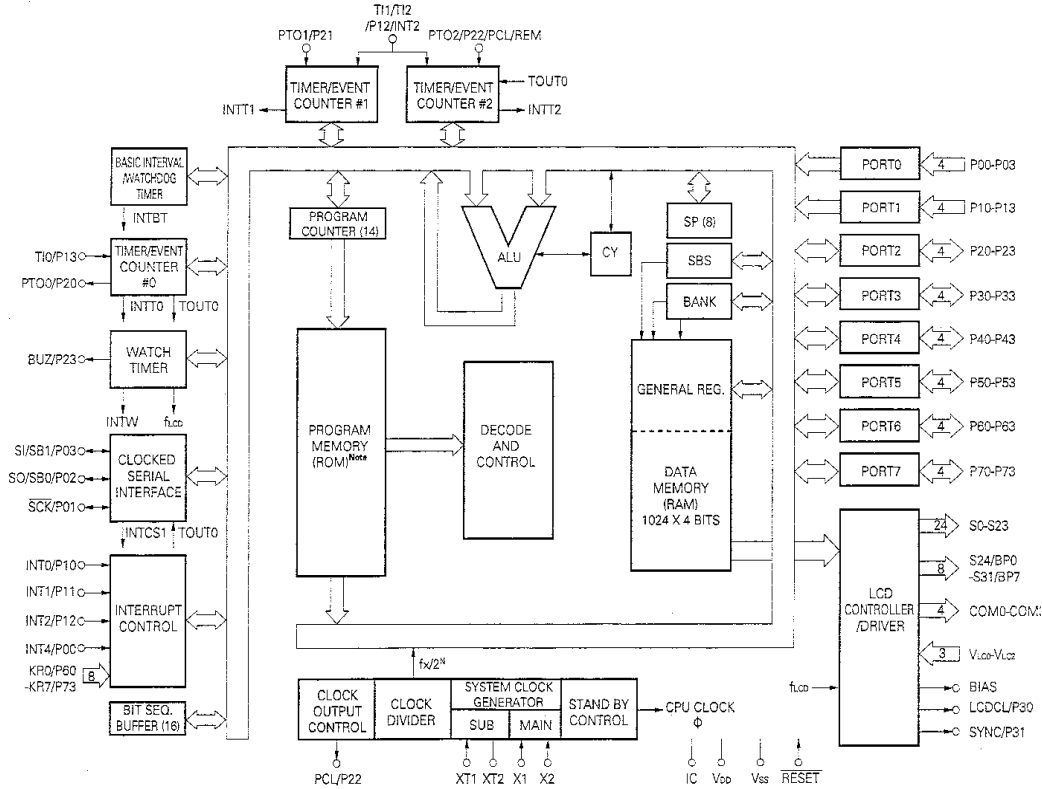 TI1/TI2
/P12/INT2
PTO1/P21
PTO2/P22/PCL/REM
TIMER/EVENT
COUNTER #1
TIMER/EVENT
COUNTER #2
TOUT0
INTT1
INTT2
BASIC INTERVAL
/WATCHDOG
TIMER
INTBT
TI0/P13
PTO0/P20
TIMER/EVENT
COUNTER
#0
INTT0
TOUT0
BUZ/P23
WATCH
TIMER
INTW
fLCD
SI/SB1/P03
SO/SB0/P02
SCK/P01
CLOCKED
SERIAL
INTERFACE
INTCS1
TOUT0
INT0/P10
INT1/P11
INT2/P12
INT4/P00
KR0/P60
-KR7/P73
8
INTERRUPT
CONTROL
BIT SEQ.
BUFFER (16)
PROGRAM
COUNTER (14)
ALU
CY
SP (8)
SBS
BANK
PROGRAM
MEMORY
(ROM)Note
DECODE
AND
CONTROL
GENERAL REG.
DATA
MEMORY
(RAM)
1024 X 4 BITS
PORT0
4
P00-P03
PORT1
4
P10-P13
PORT2
4
P20-P23
PORT3
4
P30-P33
PORT4
4
P40-P43
PORT5
4
P50-P53
PORT6
4
P60-P63
PORT7
4
P70-P73
LCD
CONTROLLER
/DRIVER
24
S0-S23
8
S24/BP0
-S31/BP7
4
COM0-COM3
3
VLC0-VLC2
fLCD
BIAS
LCDCL/P30
SYNC/P31
fx/2N
CLOCK
OUTPUT
CONTROL
CLOCK
DIVIDER
SYSTEM CLOCK
GENERATOR
SUB
MAIN
STAND BY
CONTROL
CPU CLOCK
Φ
PCL/P22
XT1
XT2
X1
X2
IC
VDD
VSS
RESET